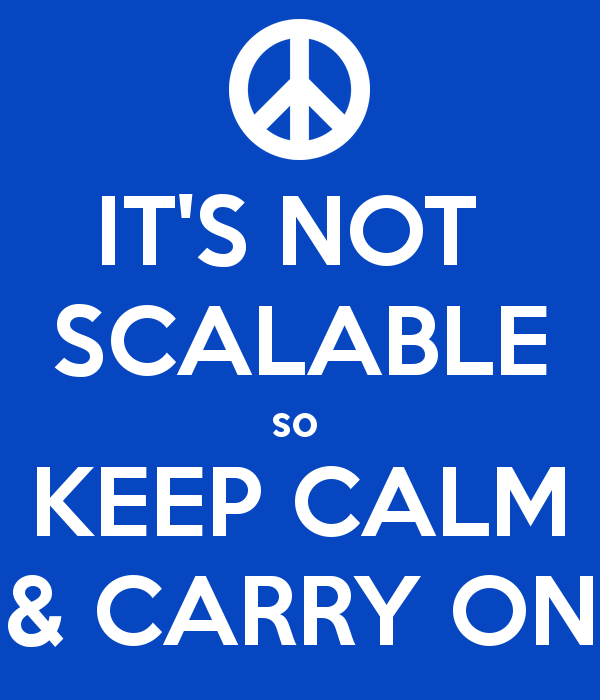 IT'S NOT
SCALABLE
so
KEEP CALM
& CARRY ON